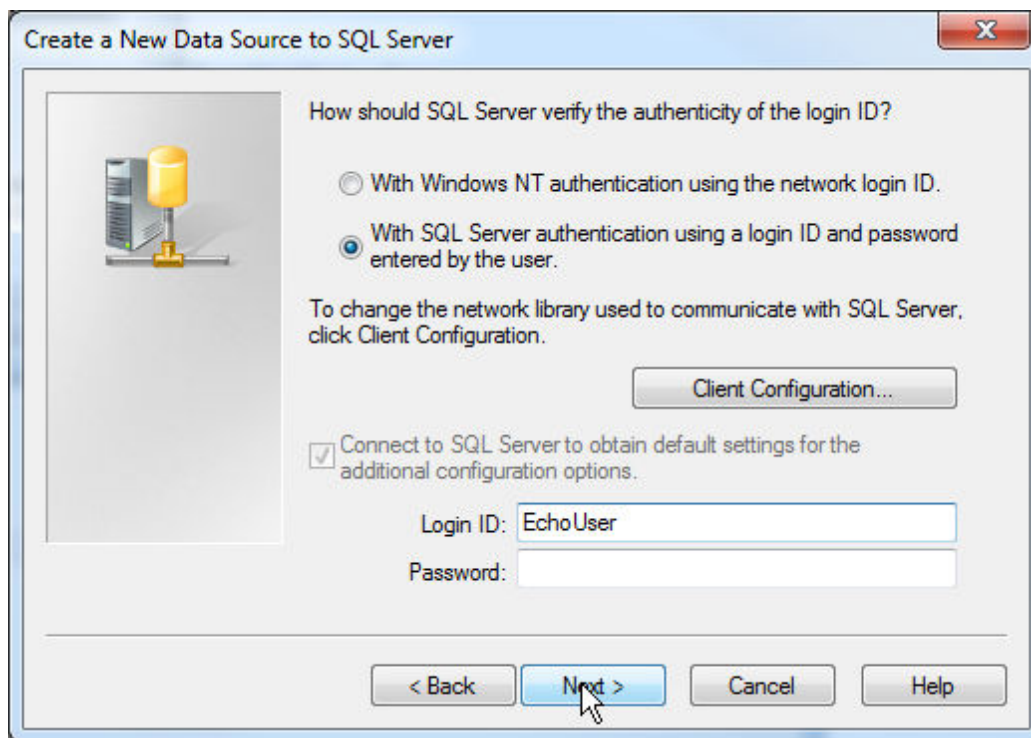 Create a New Data Source to SQL Server
How should SQL Server verify the authenticity of the login ID?
With Windows NT authentication using the network login ID.
With SQL Server authentication using a login ID and password
entered by the user.
To change the network library used to communicate with SQL Server,
click Client Configuration.
Client Configuration...
Connect to SQL Server to obtain default settings for the
additional configuration options.
Login ID: EchoUser
Password:
< Back Next > Cancel Help